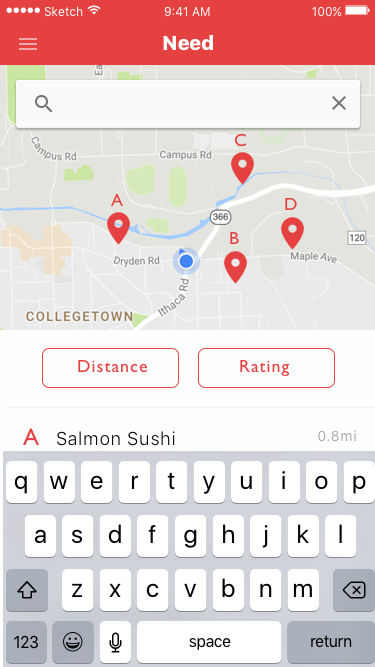 Sketch 9:41 AM 100%
Need
Campus Rd
Campus Rd
C
A
366
D
B
120
Dryden Rd
Maple Ave
Ithaca Rd
COLLEGETOWN
Distance Rating
A Salmon Sushi 0.8mi
q w e r t y u i o p
a s d f g h j k l
z x c v b n m
123 space return